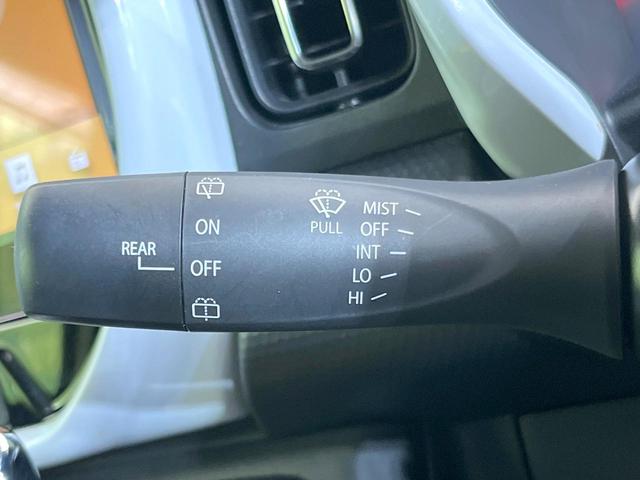 REAR
ON
OFF
PULL
MIST
OFF
INT
LO
HI